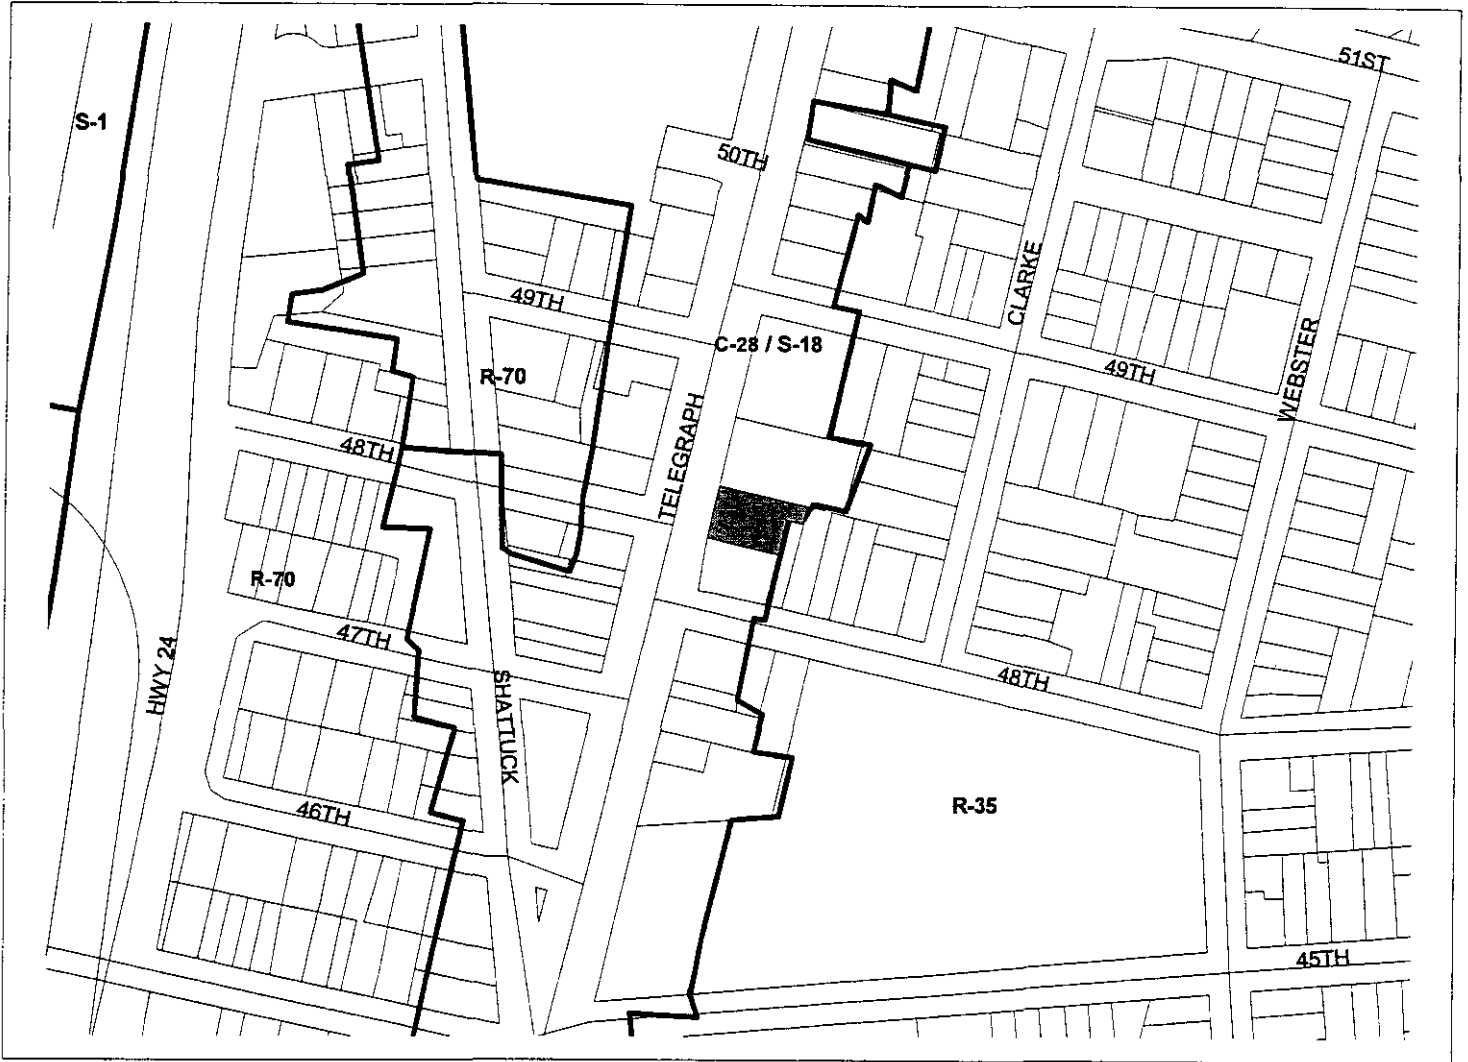 51ST
S-1
50TH
CLARKE
49TH
C-28 / S-18
R-70
49TH
WEBSTER
TELEGRAPH
48TH
R-70
47TH
HWY 24
SHATTUCK
48TH
46TH
R-35
45TH